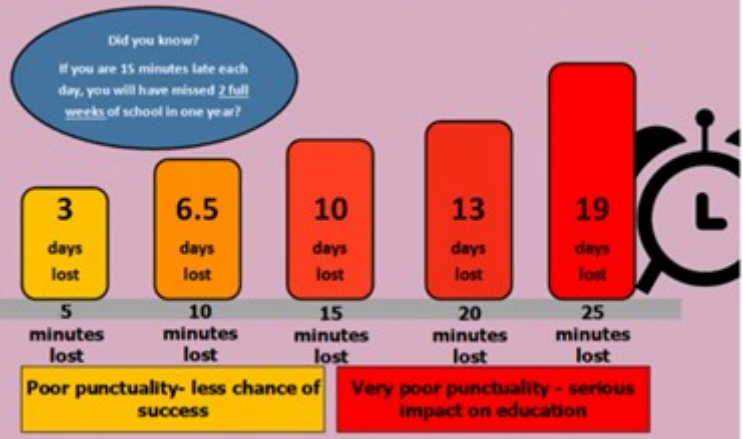 Did you know?
If you are 15 minutes late each
day, you will have missed 2 full
weeks of school in one year?
3
days
lost
6.5
days
lost
10
days
lost
13
days
lost
19
days
lost
5
minutes
lost
10
minutes
lost
15
minutes
lost
20
minutes
lost
25
minutes
lost
Poor punctuality- less chance of
success
Very poor punctuality - serious
impact on education